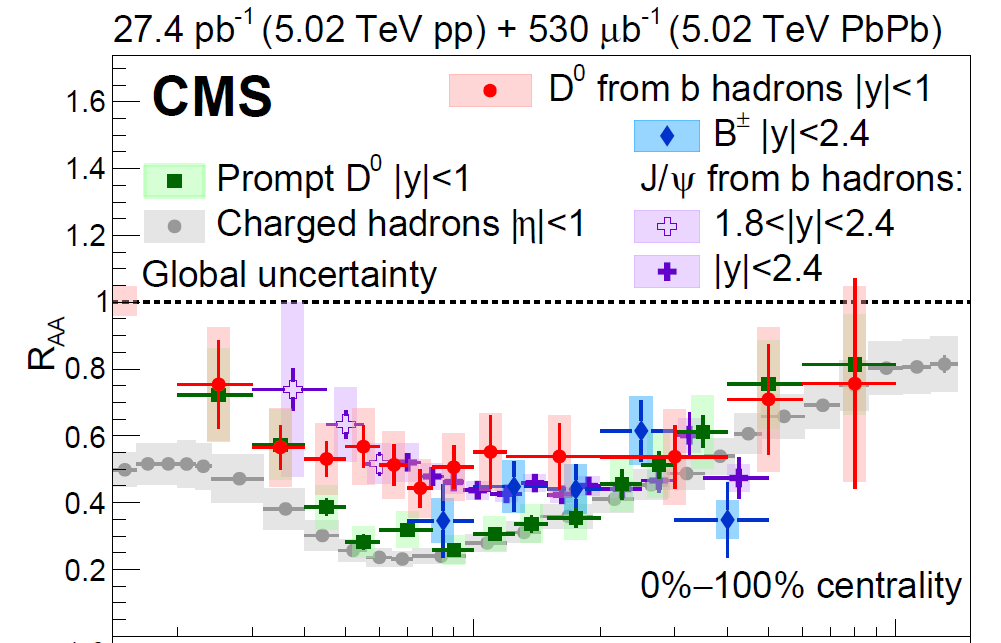 27.4 pb⁻¹ (5.02 TeV pp) + 530 μb⁻¹ (5.02 TeV PbPb)
CMS
D⁰ from b hadrons |y|<1
B± |y|<2.4
Prompt D⁰ |y|<1
J/ψ from b hadrons:
Charged hadrons |η|<1
1.8<|y|<2.4
Global uncertainty
|y|<2.4
R_AA
1.6
1.4
1.2
1
0.8
0.6
0.4
0.2
0%–100% centrality